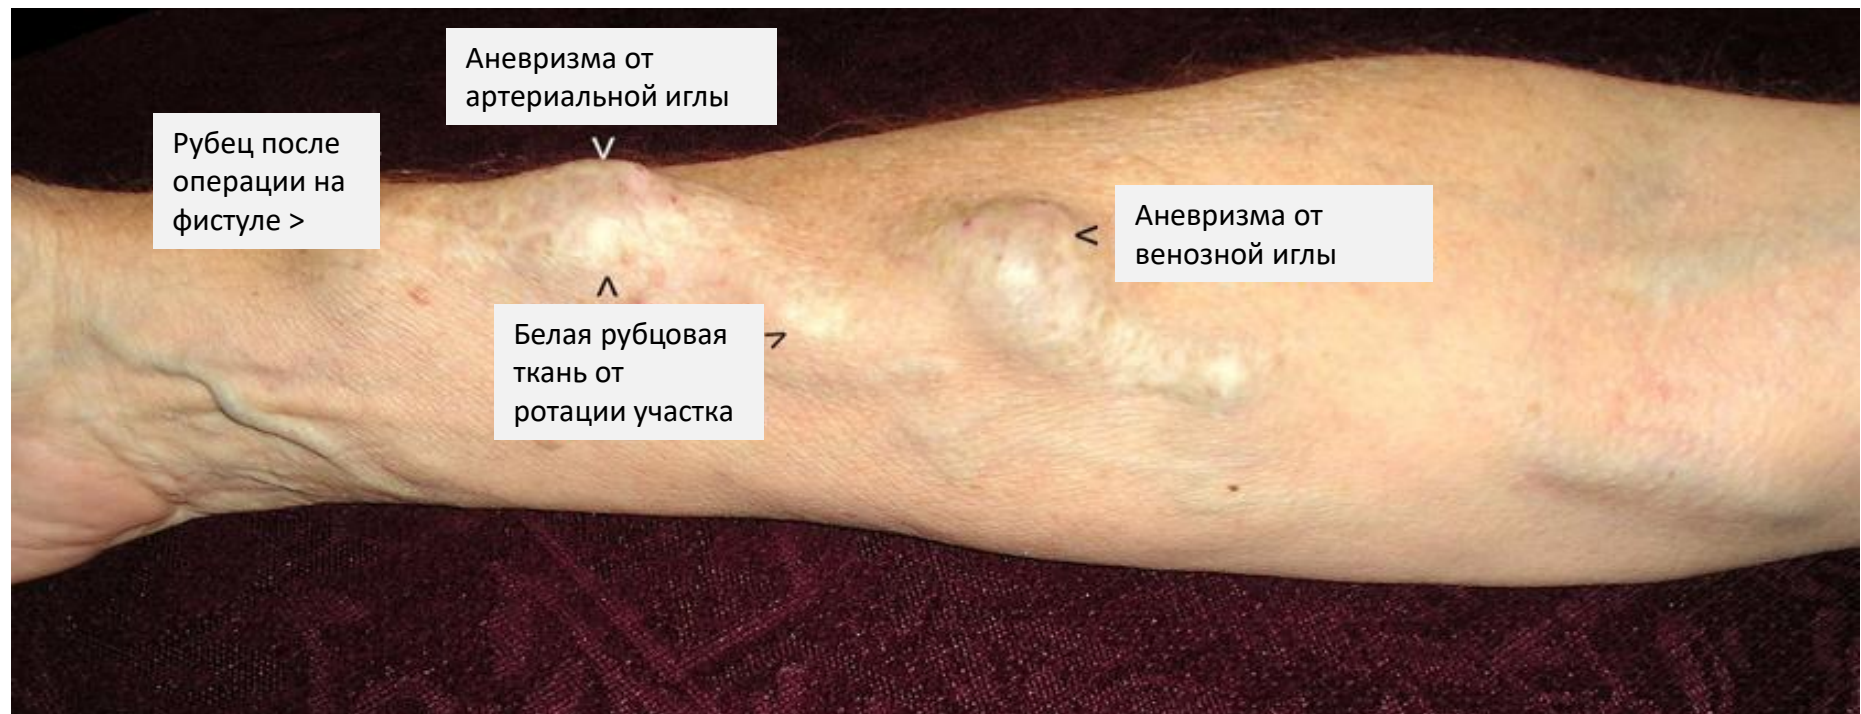 Аневризма от
артериальной иглы
Рубец после
операции на
фистуле >
Аневризма от
венозной иглы
Белая рубцовая
ткань от
ротации участка